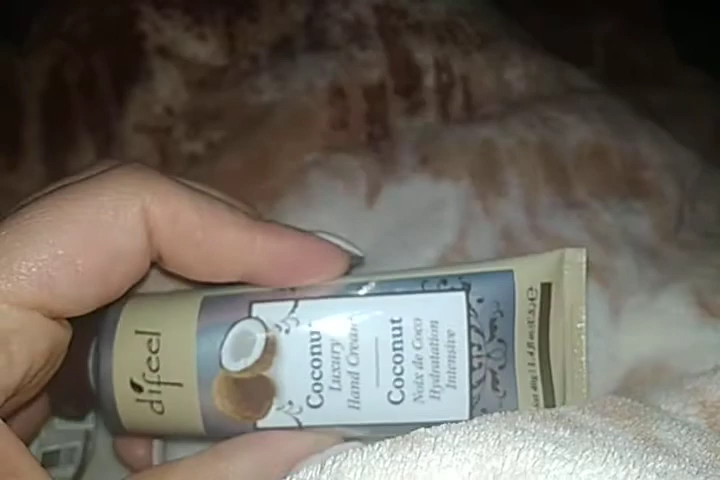 difeel
Coconut
Luxury
Hand Cream
Coconut
Noix de Coco
Hydratation
Intensive